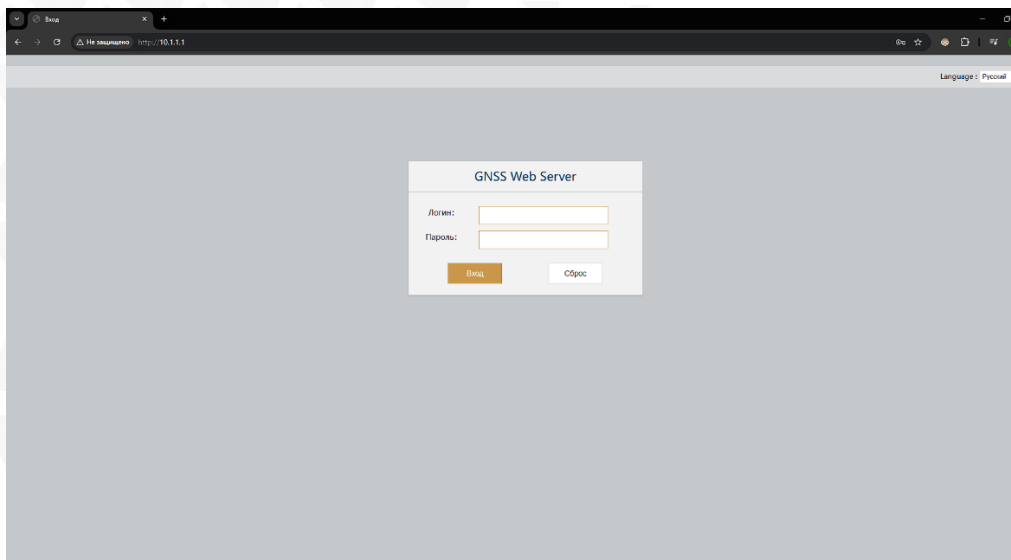 Вход
Не защищено http://10.1.1.1
Language : Русский
GNSS Web Server
Логин:
Пароль:
Вход
Сброс